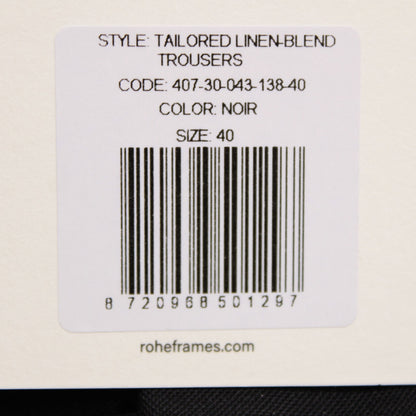 STYLE: TAILORED LINEN-BLEND
TROUSERS
CODE: 407-30-043-138-40
COLOR: NOIR
SIZE: 40
8 720968 501297
roheframes.com